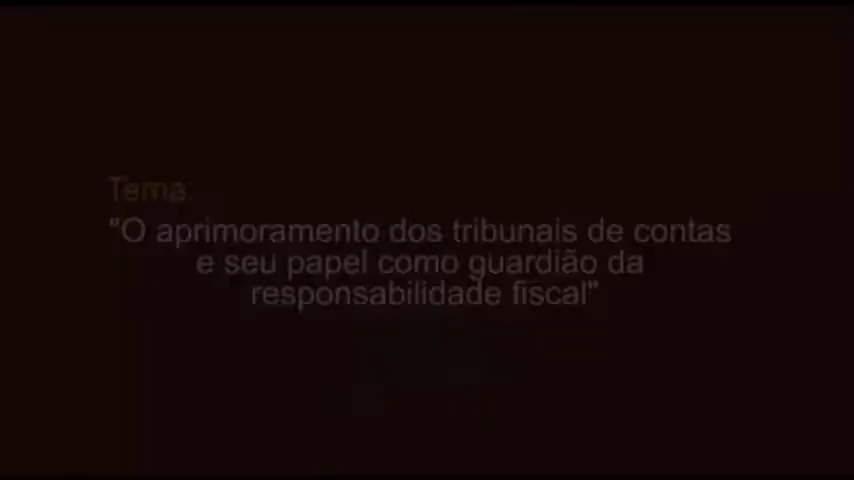 Tema:
"O aprimoramento dos tribunais de contas
e seu papel como guardião da
responsabilidade fiscal"